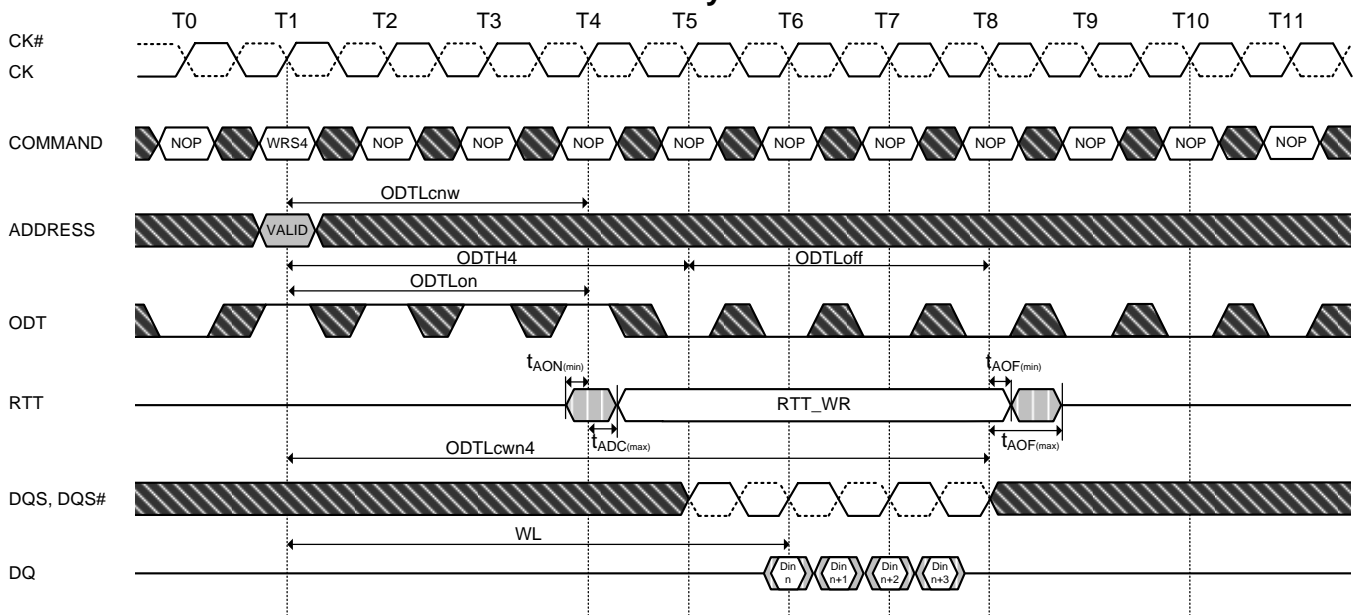 y
T0 T1 T2 T3 T4 T5 T6 T7 T8 T9 T10 T11
CK#
CK
COMMAND NOP WRS4 NOP NOP NOP NOP NOP NOP NOP NOP NOP NOP
ODTLcnw
ADDRESS VALID
ODTH4 ODTLoff
ODTLon
ODT
tAON(min) tAOF(min)
RTT RTT_WR
tADC(max) tAOF(max)
ODTLcwn4
DQS, DQS#
WL
DQ Din n Din n+1 Din n+2 Din n+3